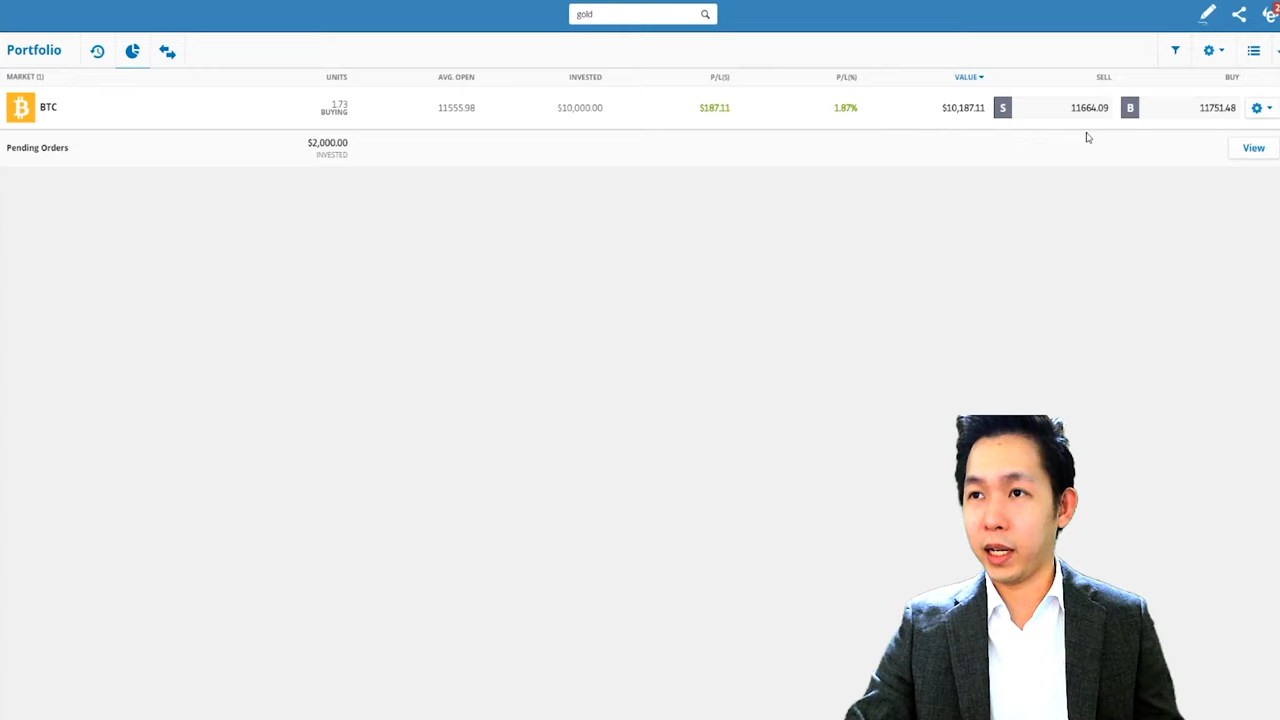 gold
2
Portfolio
MARKET (1) UNITS AVG. OPEN INVESTED P/L($) P/L(%) VALUE SELL BUY
BTC 1.73 11555.98 $10,000.00 $187.11 1.87% $10,187.11 S 11664.09 B 11751.48
BUYING
Pending Orders $2,000.00 View
INVESTED